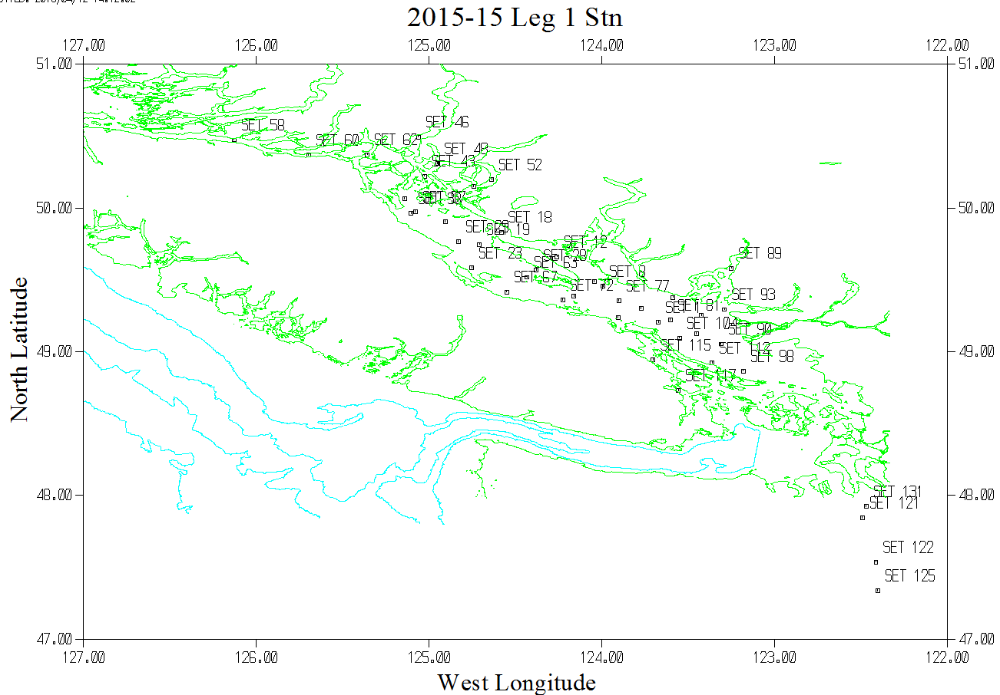 2015-15 Leg 1 Stn
127.00 126.00 125.00 124.00 123.00 122.00
51.00 51.00
SET 58
SET 46
SET 60
SET 62
SET 49
SET 43
SET 52
50.00 50.00
SET 18
SET 19
SET 12
SET 23
SET 89
SET 63
SET 8
SET 67
SET 77
SET 93
SET 1
SET 81
SET 104
SET 90
SET 115
SET 112
SET 98
49.00 49.00
SET 117
48.00 48.00
SET 131
SET 121
SET 122
SET 125
47.00 47.00
127.00 126.00 125.00 124.00 123.00 122.00
West Longitude
North Latitude